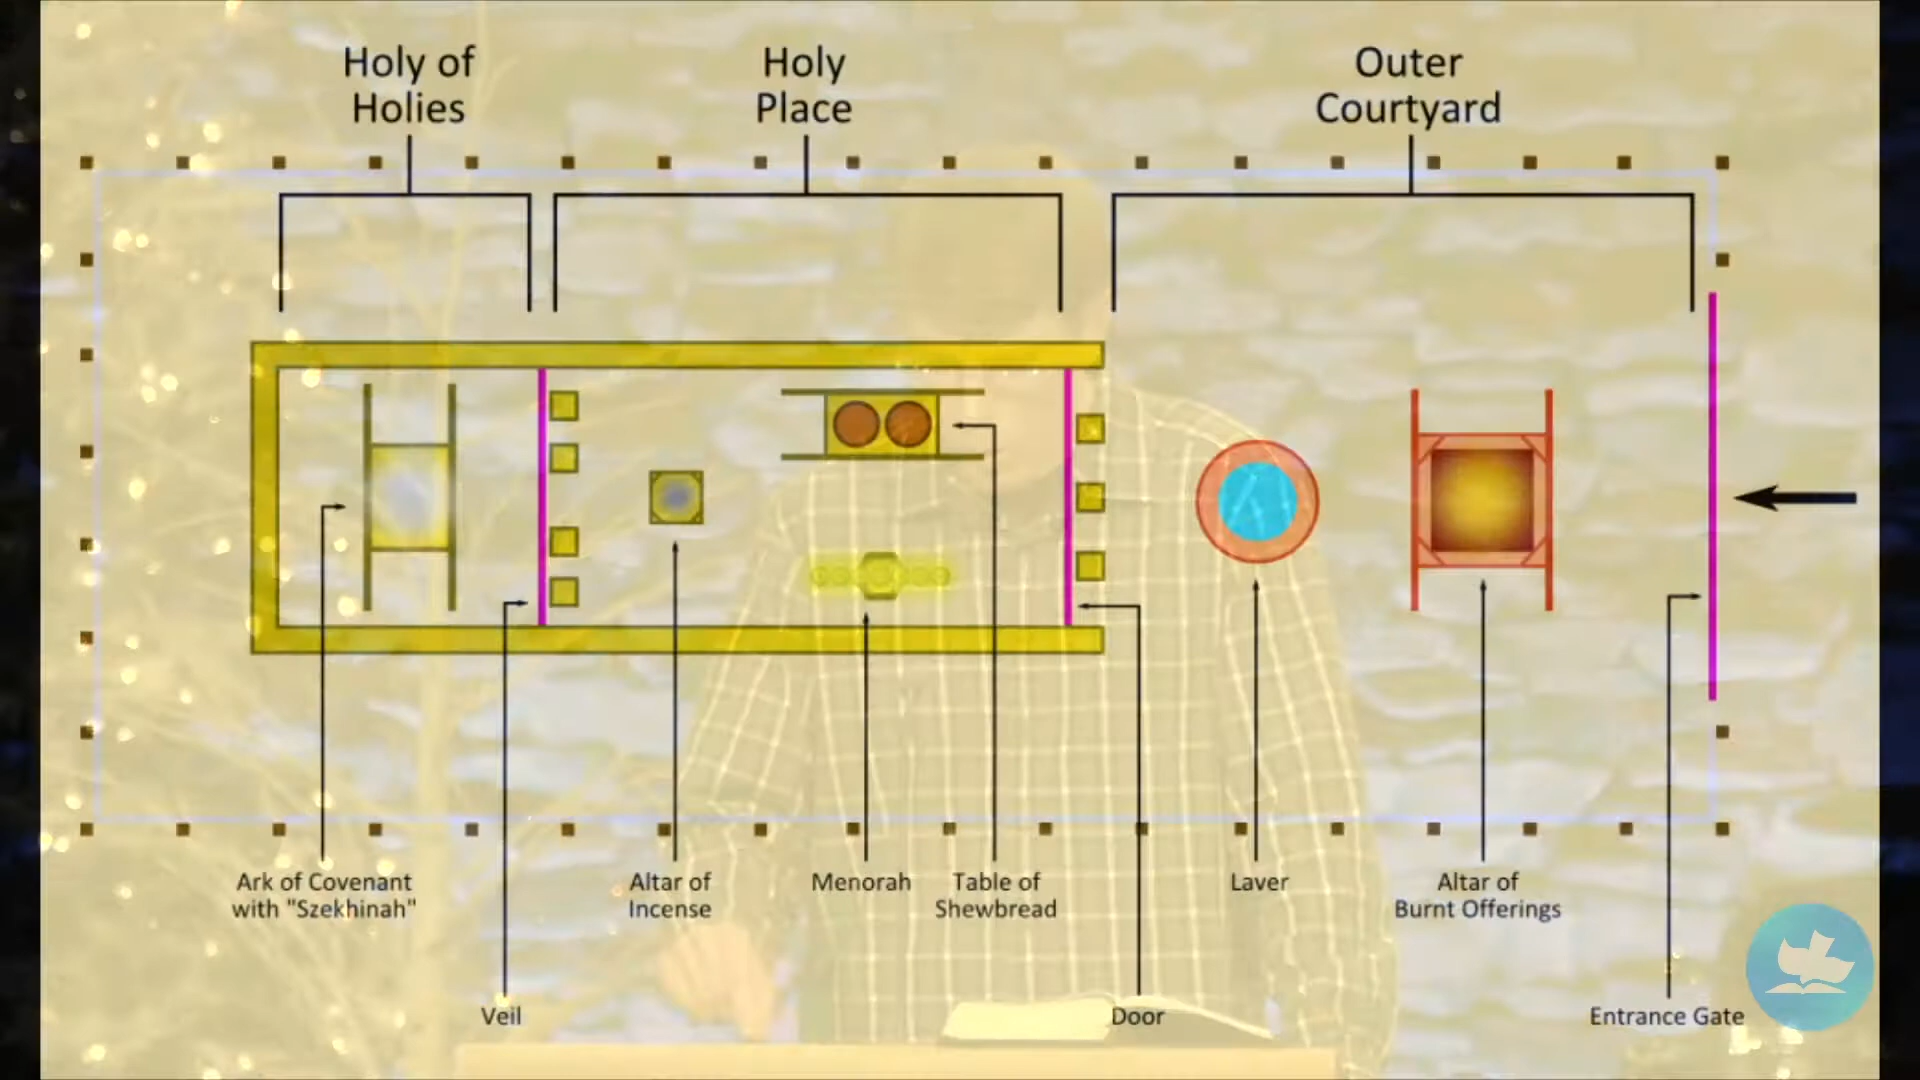 Holy of
Holies
Holy
Place
Outer
Courtyard
Ark of Covenant
with "Szekhinah"
Altar of
Incense
Menorah
Table of
Shewbread
Laver
Altar of
Burnt Offerings
Veil
Door
Entrance Gate